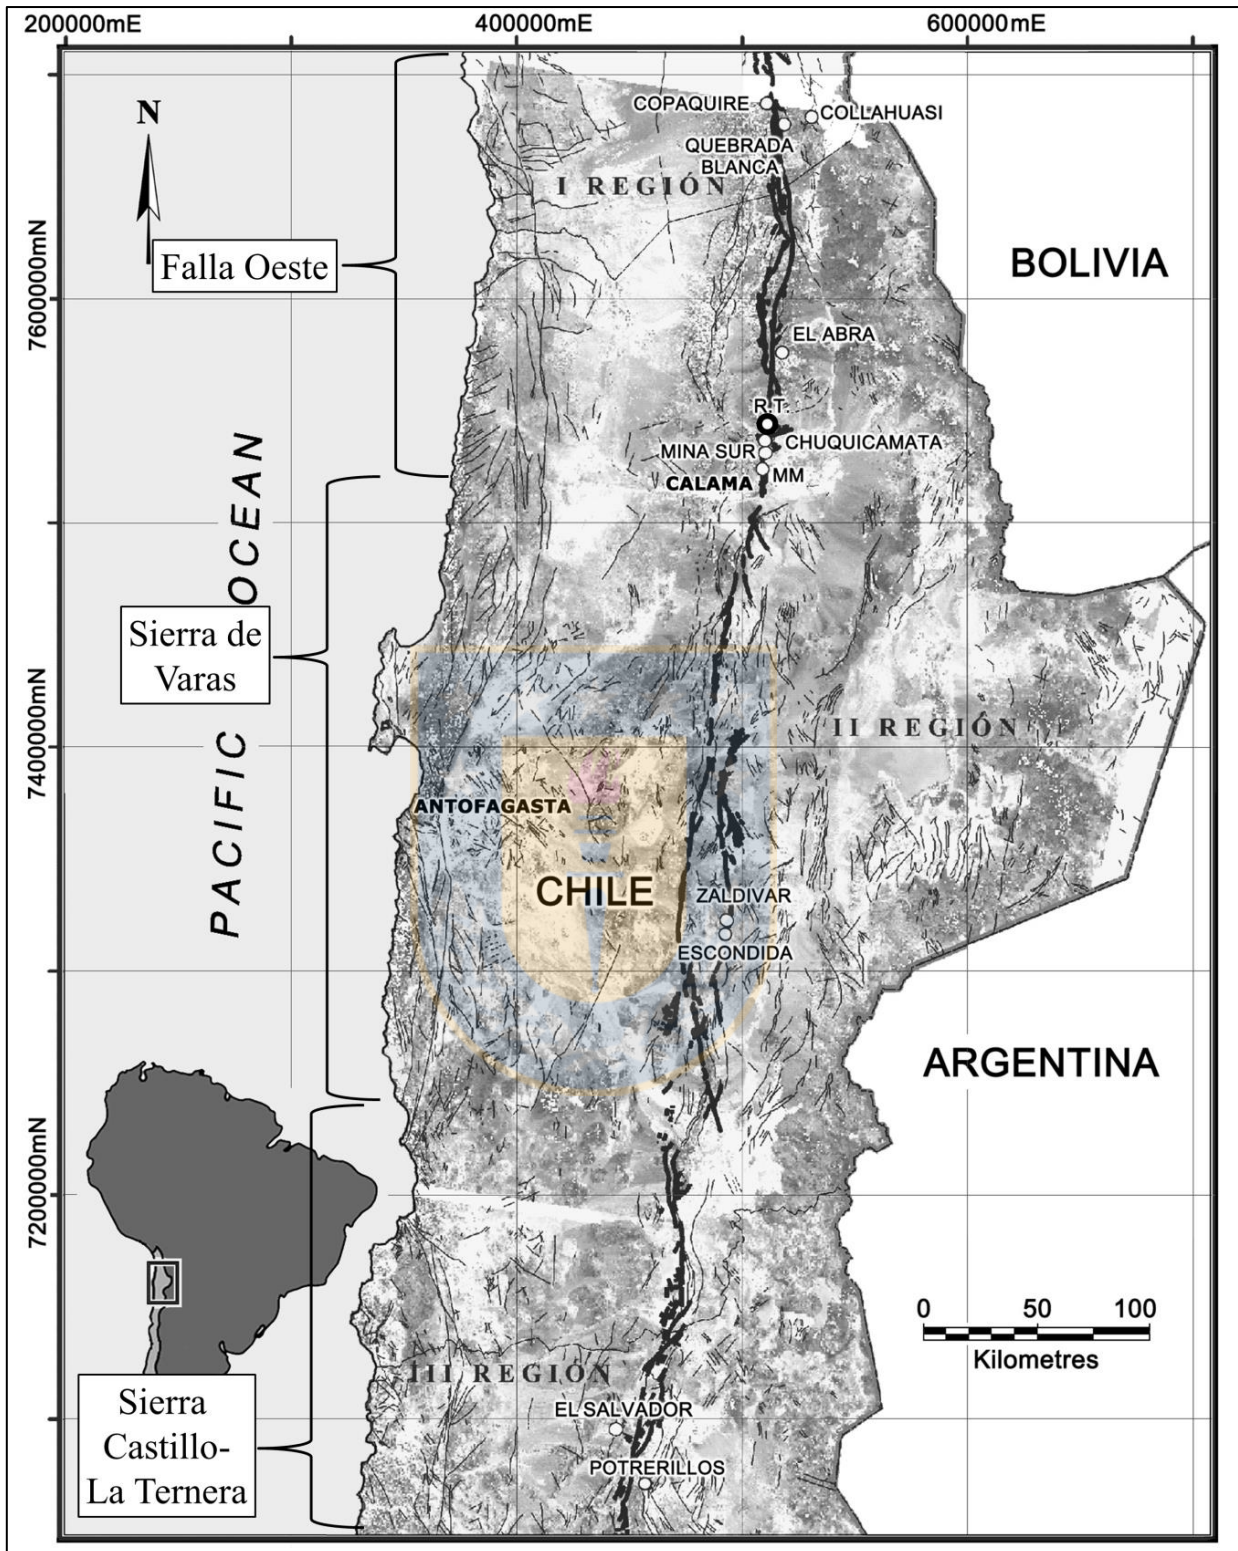 200000mE
400000mE
600000mE
N
COPAQUIRE
COLLAHUASI
QUEBRADA
BLANCA
I REGIÓN
Falla Oeste
BOLIVIA
7600000mN
EL ABRA
R.T.
CHUQUICAMATA
MINA SUR
MM
CALAMA
PACIFIC OCEAN
Sierra de
Varas
II REGIÓN
7400000mN
ANTOFAGASTA
CHILE
ZALDIVAR
ESCONDIDA
ARGENTINA
7200000mN
0 50 100
Kilometres
III REGIÓN
Sierra
Castillo-
La Ternera
EL SALVADOR
POTRERILLOS